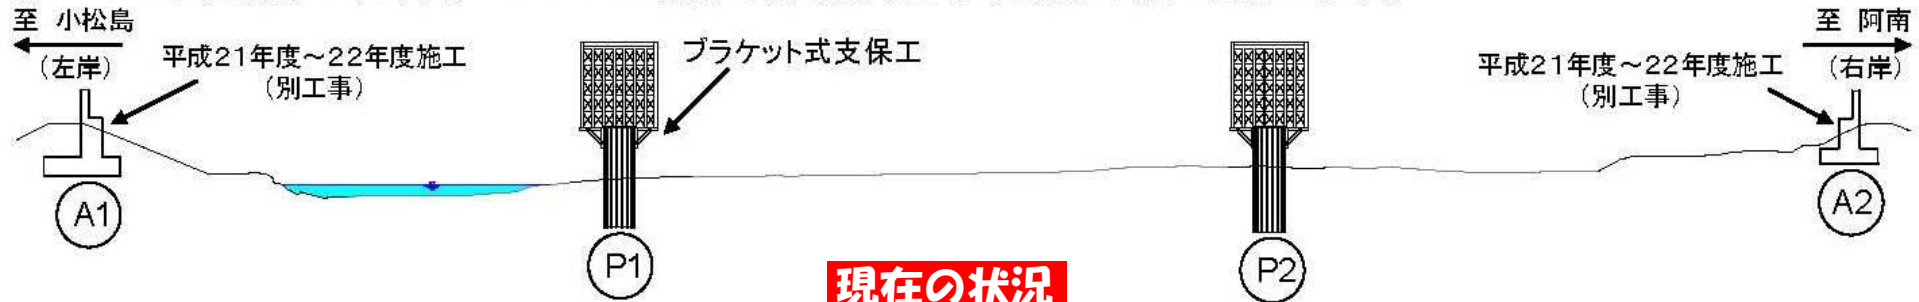 至 小松島
(左岸)
平成21年度～22年度施工
(別工事)
ブラケット式支保工
平成21年度～22年度施工
(別工事)
至 阿南
(右岸)
A1
P1
P2
A2
現在の状況